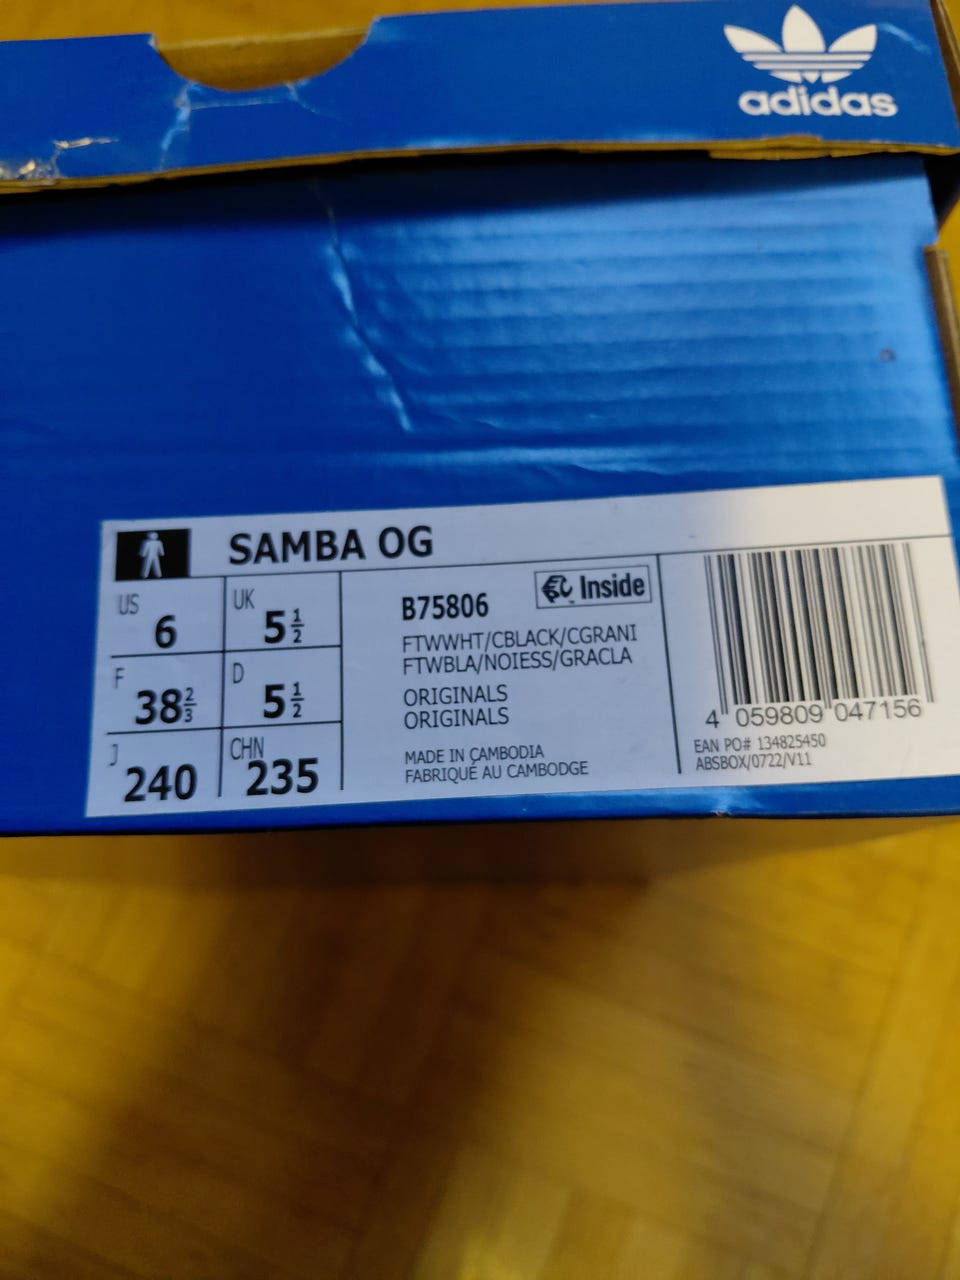 adidas
SAMBA OG
US 6
UK 5 1/2
F 38 2/3
D 5 1/2
J 240
CHN 235
B75806
Inside
FTWWHT/CBLACK/CGRANI
FTWBLA/NOIESS/GRACLA
ORIGINALS
ORIGINALS
MADE IN CAMBODIA
FABRIQUÉ AU CAMBODGE
4 059809 047156
EAN PO# 134825450
ABSBOX/0722/V11